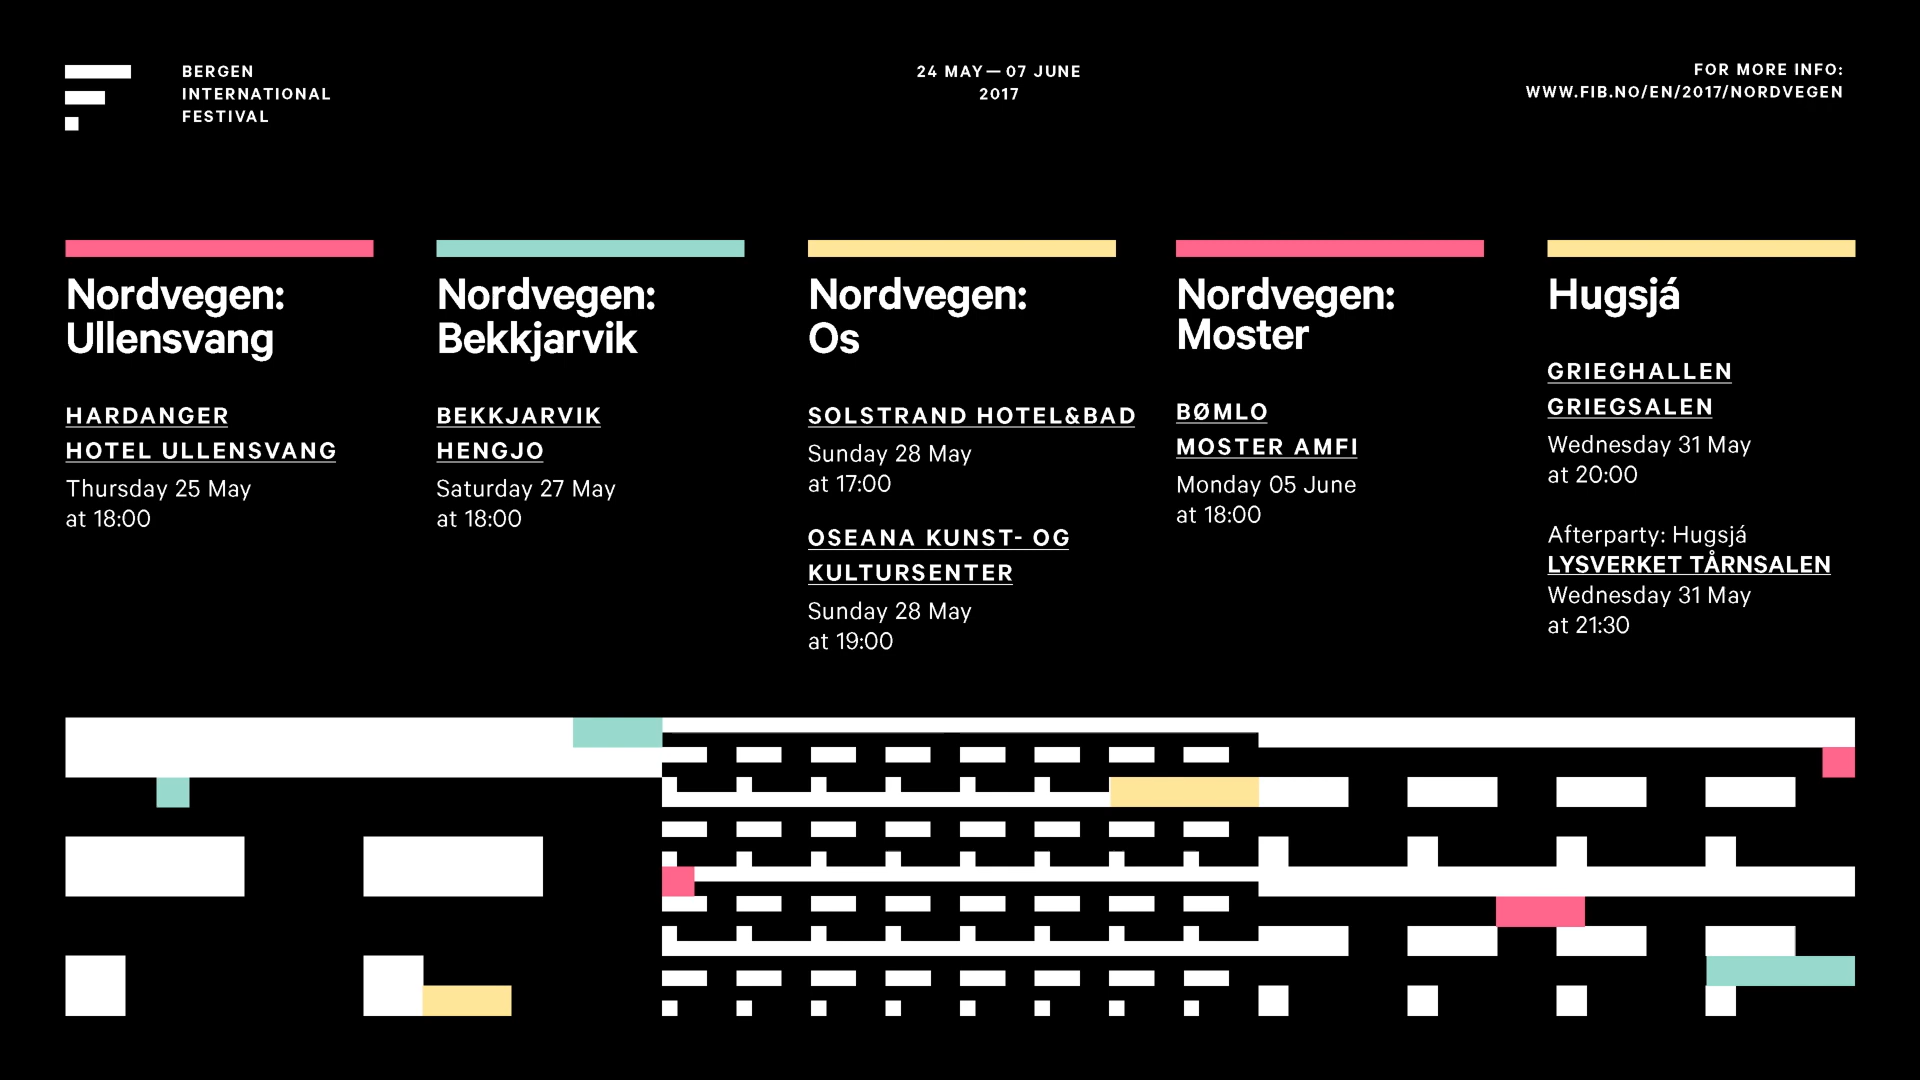 BERGEN
INTERNATIONAL
FESTIVAL
24 MAY — 07 JUNE
2017
FOR MORE INFO:
WWW.FIB.NO/EN/2017/NORDVEGEN
Nordvegen:
Ullensvang
HARDANGER
HOTEL ULLENSVANG
Thursday 25 May
at 18:00
Nordvegen:
Bekkjarvik
BEKKJARVIK
HENGJO
Saturday 27 May
at 18:00
Nordvegen:
Os
SOLSTRAND HOTEL&BAD
Sunday 28 May
at 17:00
OSEANA KUNST- OG
KULTURSENTER
Sunday 28 May
at 19:00
Nordvegen:
Moster
BØMLO
MOSTER AMFI
Monday 05 June
at 18:00
Hugsjá
GRIEGHALLEN
GRIEGSALEN
Wednesday 31 May
at 20:00
Afterparty: Hugsjá
LYSVERKET TÅRNSALEN
Wednesday 31 May
at 21:30